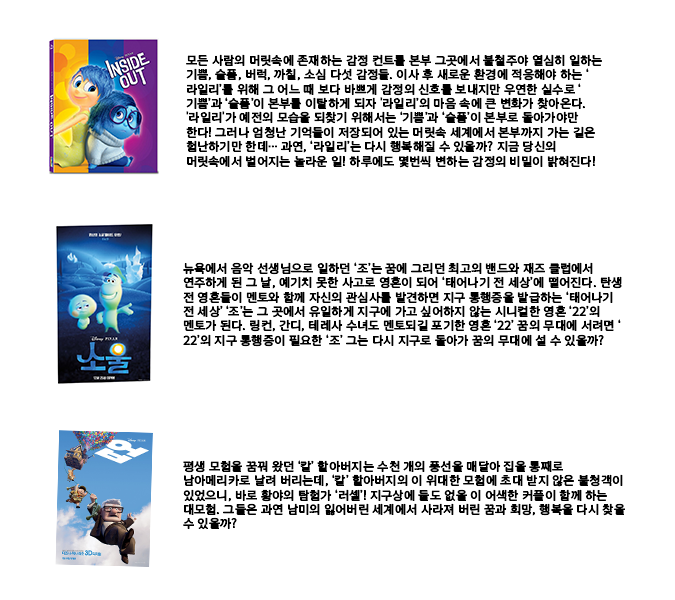 INSIDE
OUT
모든 사람의 머릿속에 존재하는 감정 컨트롤 본부 그곳에서 불철주야 열심히 일하는
기쁨, 슬픔, 버럭, 까칠, 소심 다섯 감정들. 이사 후 새로운 환경에 적응해야 하는 ‘
라일리’를 위해 그 어느 때 보다 바쁘게 감정의 신호를 보내지만 우연한 실수로 ‘
기쁨’과 ‘슬픔’이 본부를 이탈하게 되자 '라일리’의 마음 속에 큰 변화가 찾아온다.
'라일리’가 예전의 모습을 되찾기 위해서는 ‘기쁨’과 ‘슬픔’이 본부로 돌아가야만
한다! 그러나 엄청난 기억들이 저장되어 있는 머릿속 세계에서 본부까지 가는 길은
험난하기만 한데… 과연, ‘라일리’는 다시 행복해질 수 있을까? 지금 당신의
머릿속에서 벌어지는 놀라운 일! 하루에도 몇번씩 변하는 감정의 비밀이 밝혀진다!
뉴욕에서 음악 선생님으로 일하던 ‘조’는 꿈에 그리던 최고의 밴드와 재즈 클럽에서
연주하게 된 그 날, 예기치 못한 사고로 영혼이 되어 ‘태어나기 전 세상’에 떨어진다. 탄생
전 영혼들이 멘토와 함께 자신의 관심사를 발견하면 지구 통행증을 발급하는 ‘태어나기
전 세상’ ‘조’는 그 곳에서 유일하게 지구에 가고 싶어하지 않는 시니컬한 영혼 ‘22’의
멘토가 된다. 링컨, 간디, 테레사 수녀도 멘토되길 포기한 영혼 ‘22’ 꿈의 무대에 서려면 ‘
22’의 지구 통행증이 필요한 ‘조’ 그는 다시 지구로 돌아가 꿈의 무대에 설 수 있을까?
Disney PIXAR
소울
평생 모험을 꿈꿔 왔던 ‘칼’ 할아버지는 수천 개의 풍선을 매달아 집을 통째로
남아메리카로 날려 버리는데, ‘칼’ 할아버지의 이 위대한 모험에 초대 받지 않은 불청객이
있었으니, 바로 황야의 탐험가 ‘러셀’! 지구상에 둘도 없을 이 어색한 커플이 함께 하는
대모험. 그들은 과연 남미의 잃어버린 세계에서 사라져 버린 꿈과 희망, 행복을 다시 찾을
수 있을까?
업
3D